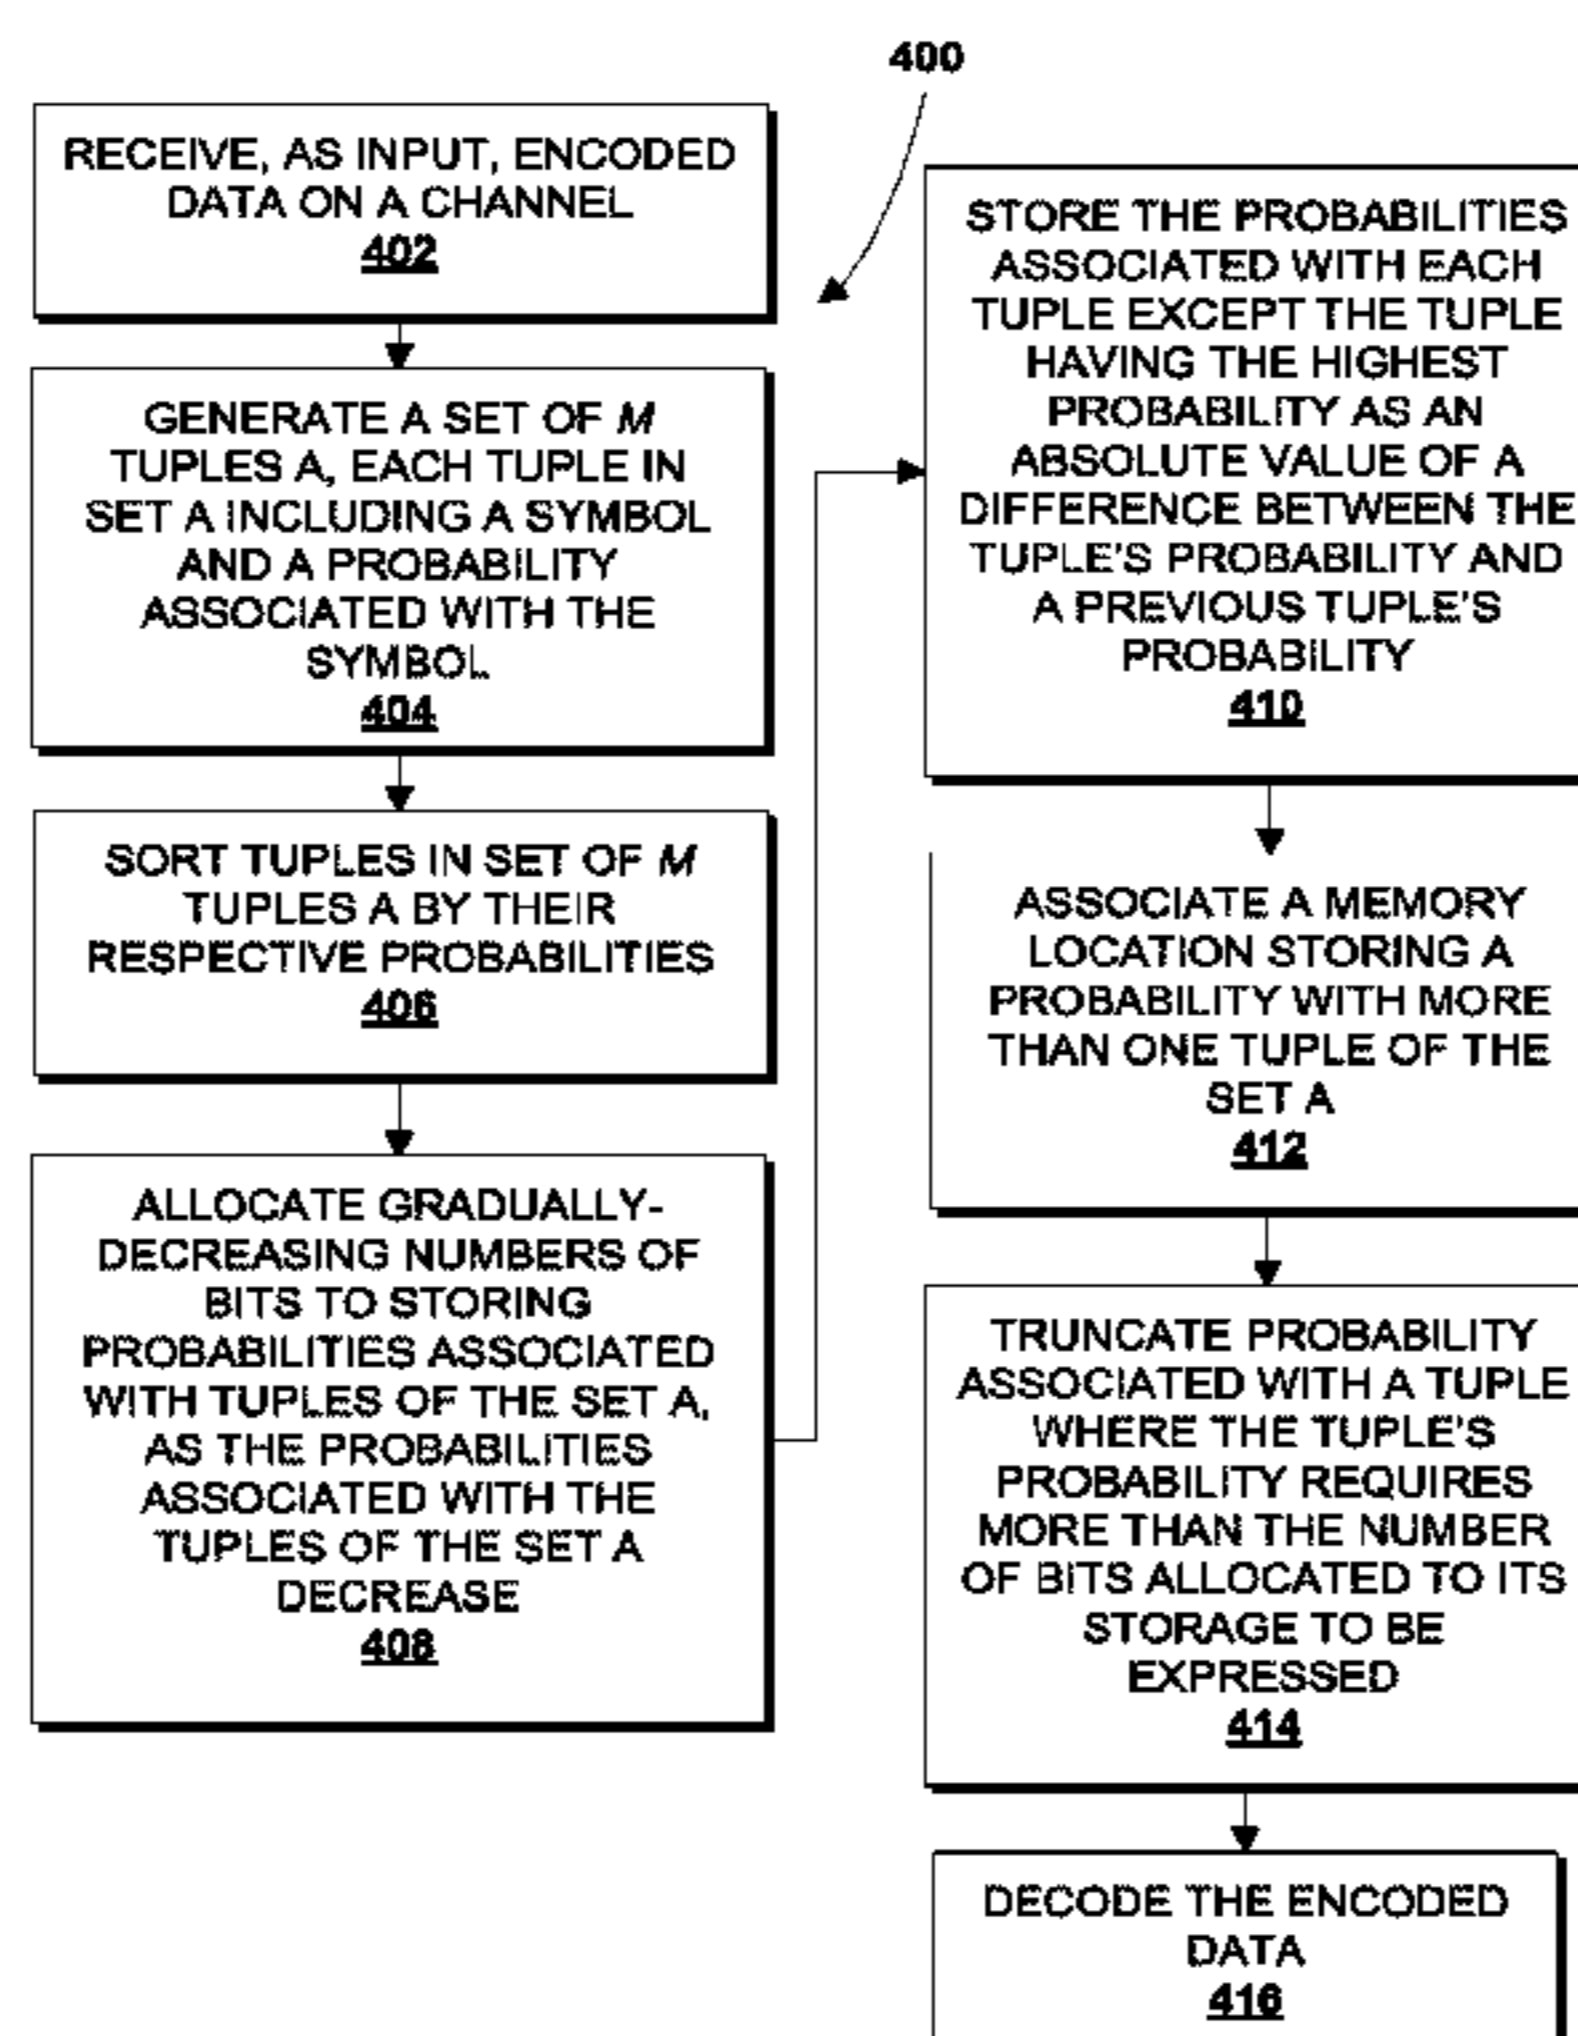 400
RECEIVE, AS INPUT, ENCODED
DATA ON A CHANNEL
402
GENERATE A SET OF M
TUPLES A, EACH TUPLE IN
SET A INCLUDING A SYMBOL
AND A PROBABILITY
ASSOCIATED WITH THE
SYMBOL
404
SORT TUPLES IN SET OF M
TUPLES A BY THEIR
RESPECTIVE PROBABILITIES
406
ALLOCATE GRADUALLY-
DECREASING NUMBERS OF
BITS TO STORING
PROBABILITIES ASSOCIATED
WITH TUPLES OF THE SET A,
AS THE PROBABILITIES
ASSOCIATED WITH THE
TUPLES OF THE SET A
DECREASE
408
STORE THE PROBABILITIES
ASSOCIATED WITH EACH
TUPLE EXCEPT THE TUPLE
HAVING THE HIGHEST
PROBABILITY AS AN
ABSOLUTE VALUE OF A
DIFFERENCE BETWEEN THE
TUPLE'S PROBABILITY AND
A PREVIOUS TUPLE'S
PROBABILITY
410
ASSOCIATE A MEMORY
LOCATION STORING A
PROBABILITY WITH MORE
THAN ONE TUPLE OF THE
SET A
412
TRUNCATE PROBABILITY
ASSOCIATED WITH A TUPLE
WHERE THE TUPLE'S
PROBABILITY REQUIRES
MORE THAN THE NUMBER
OF BITS ALLOCATED TO ITS
STORAGE TO BE
EXPRESSED
414
DECODE THE ENCODED
DATA
416